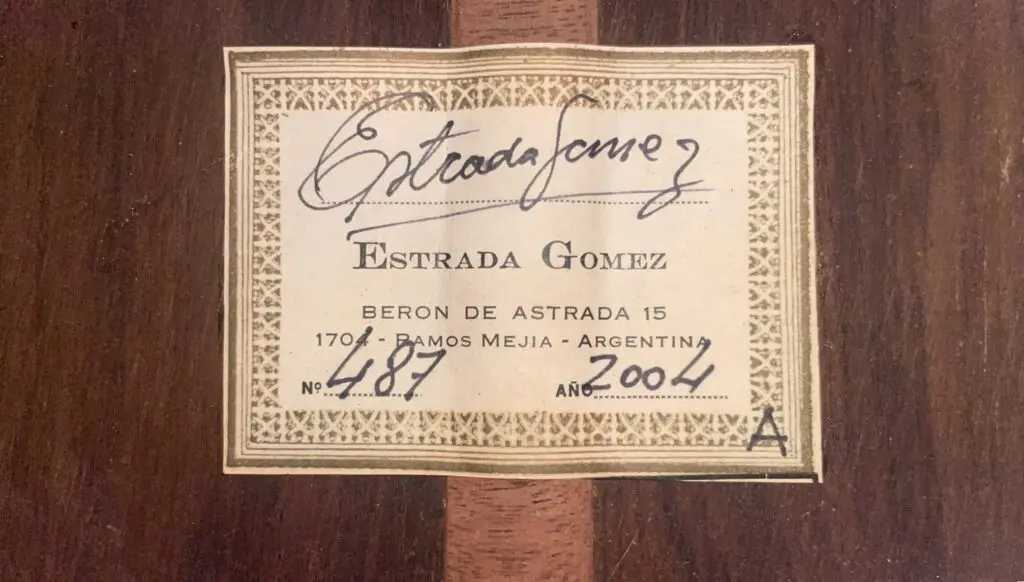 Estrada Gomez
ESTRADA GOMEZ
BERON DE ASTRADA 15
1704 - RAMOS MEJIA - ARGENTINA
Nº 487 AÑO 2004
A